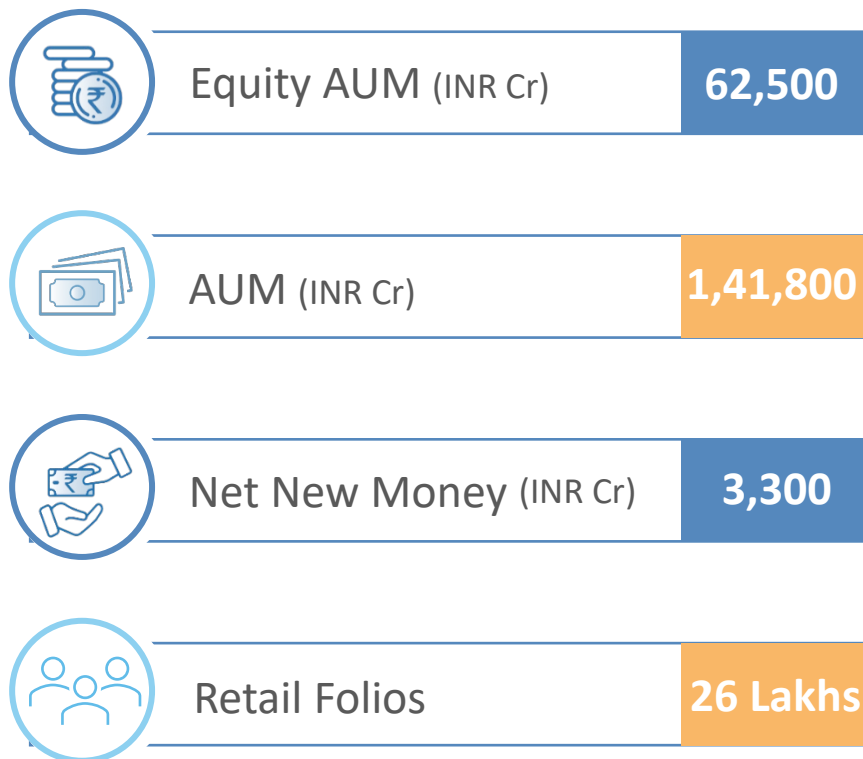 Equity AUM (INR Cr) 62,500
AUM (INR Cr) 1,41,800
₹
Net New Money (INR Cr) 3,300
Retail Folios 26 Lakhs